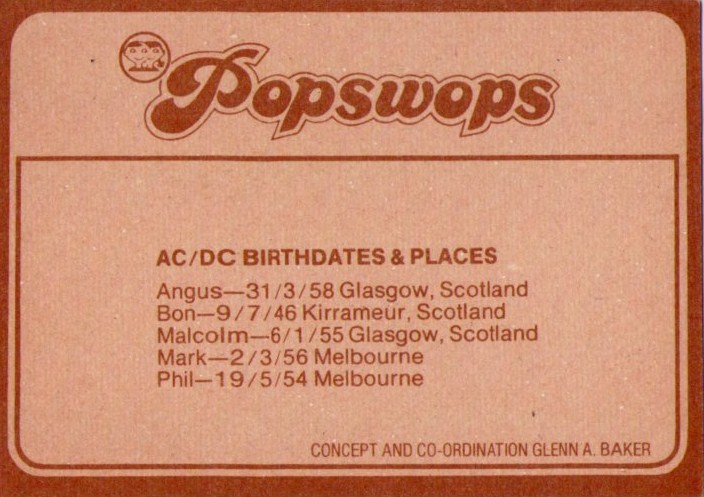 Popswops
AC/DC BIRTHDATES & PLACES
Angus—31/3/58 Glasgow, Scotland
Bon—9/7/46 Kirrameur, Scotland
Malcolm—6/1/55 Glasgow, Scotland
Mark—2/3/56 Melbourne
Phil—19/5/54 Melbourne
CONCEPT AND CO-ORDINATION GLENN A. BAKER